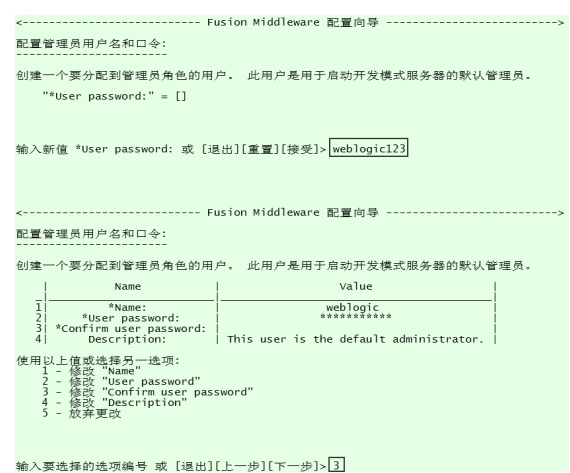 <-------------------------- Fusion Middleware 配置向导 ------------------------->
配置管理员用户名和口令:
----------------------
创建一个要分配到管理员角色的用户。 此用户是用于启动开发模式服务器的默认管理员。
"*User password:" = []
输入新值 *User password: 或 [退出][重置][接受]> weblogic123
<-------------------------- Fusion Middleware 配置向导 ------------------------->
配置管理员用户名和口令:
----------------------
创建一个要分配到管理员角色的用户。 此用户是用于启动开发模式服务器的默认管理员。
| Name | Value |
_|________________________|________________________________________|
1| *Name: | weblogic |
2| *User password: | *********** |
3| *Confirm user password: | |
4| Description: | This user is the default administrator. |
使用以上值或选择另一选项:
1 - 修改 "Name"
2 - 修改 "User password"
3 - 修改 "Confirm user password"
4 - 修改 "Description"
5 - 放弃更改
输入要选择的选项编号 或 [退出][上一步][下一步]> 3